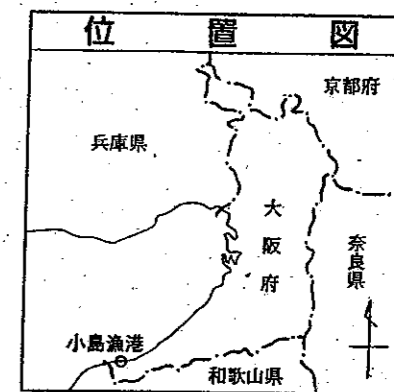 位置図
京都府
兵庫県
大阪府
奈良県
小島漁港
和歌山県